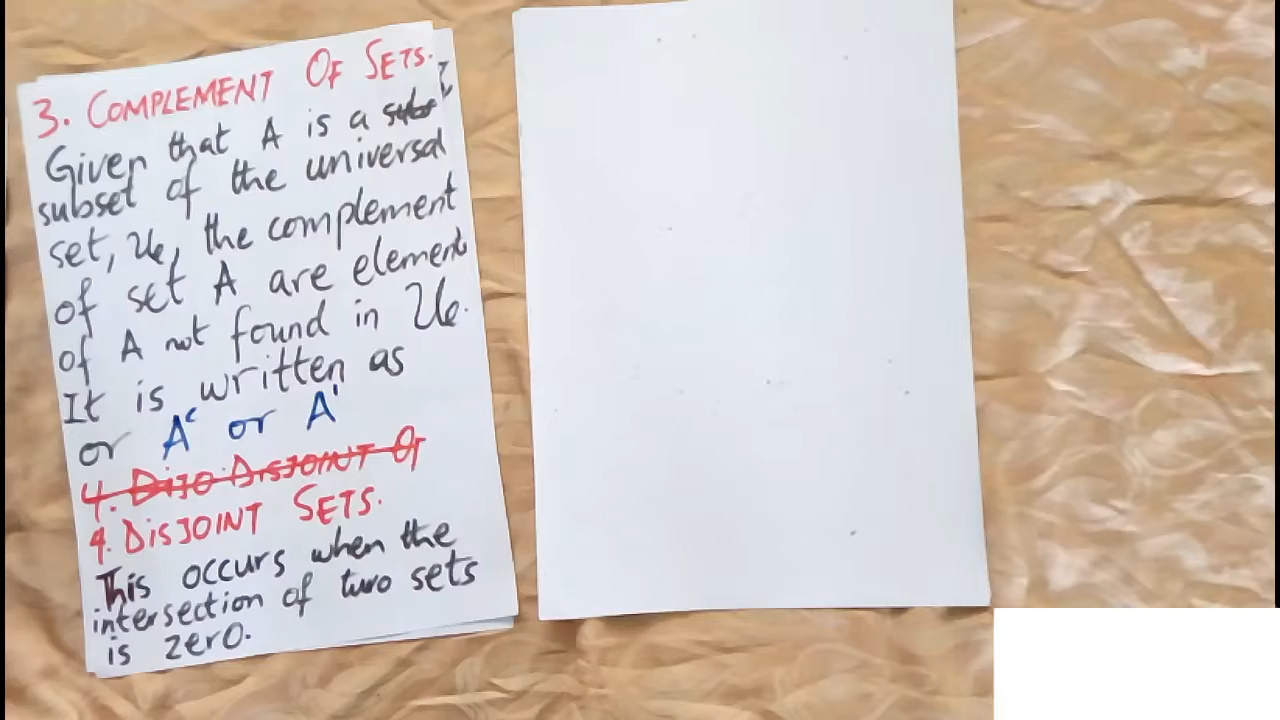 3. COMPLEMENT OF SETS.
Given that A is a
subset of the universal
set, 𝒰, the complement
of set A are element
of A not found in 𝒰.
It is written as
or Aᶜ or A'
4. DISJOINT OF
4. DISJOINT SETS.
This occurs when the
intersection of two sets
is zero.